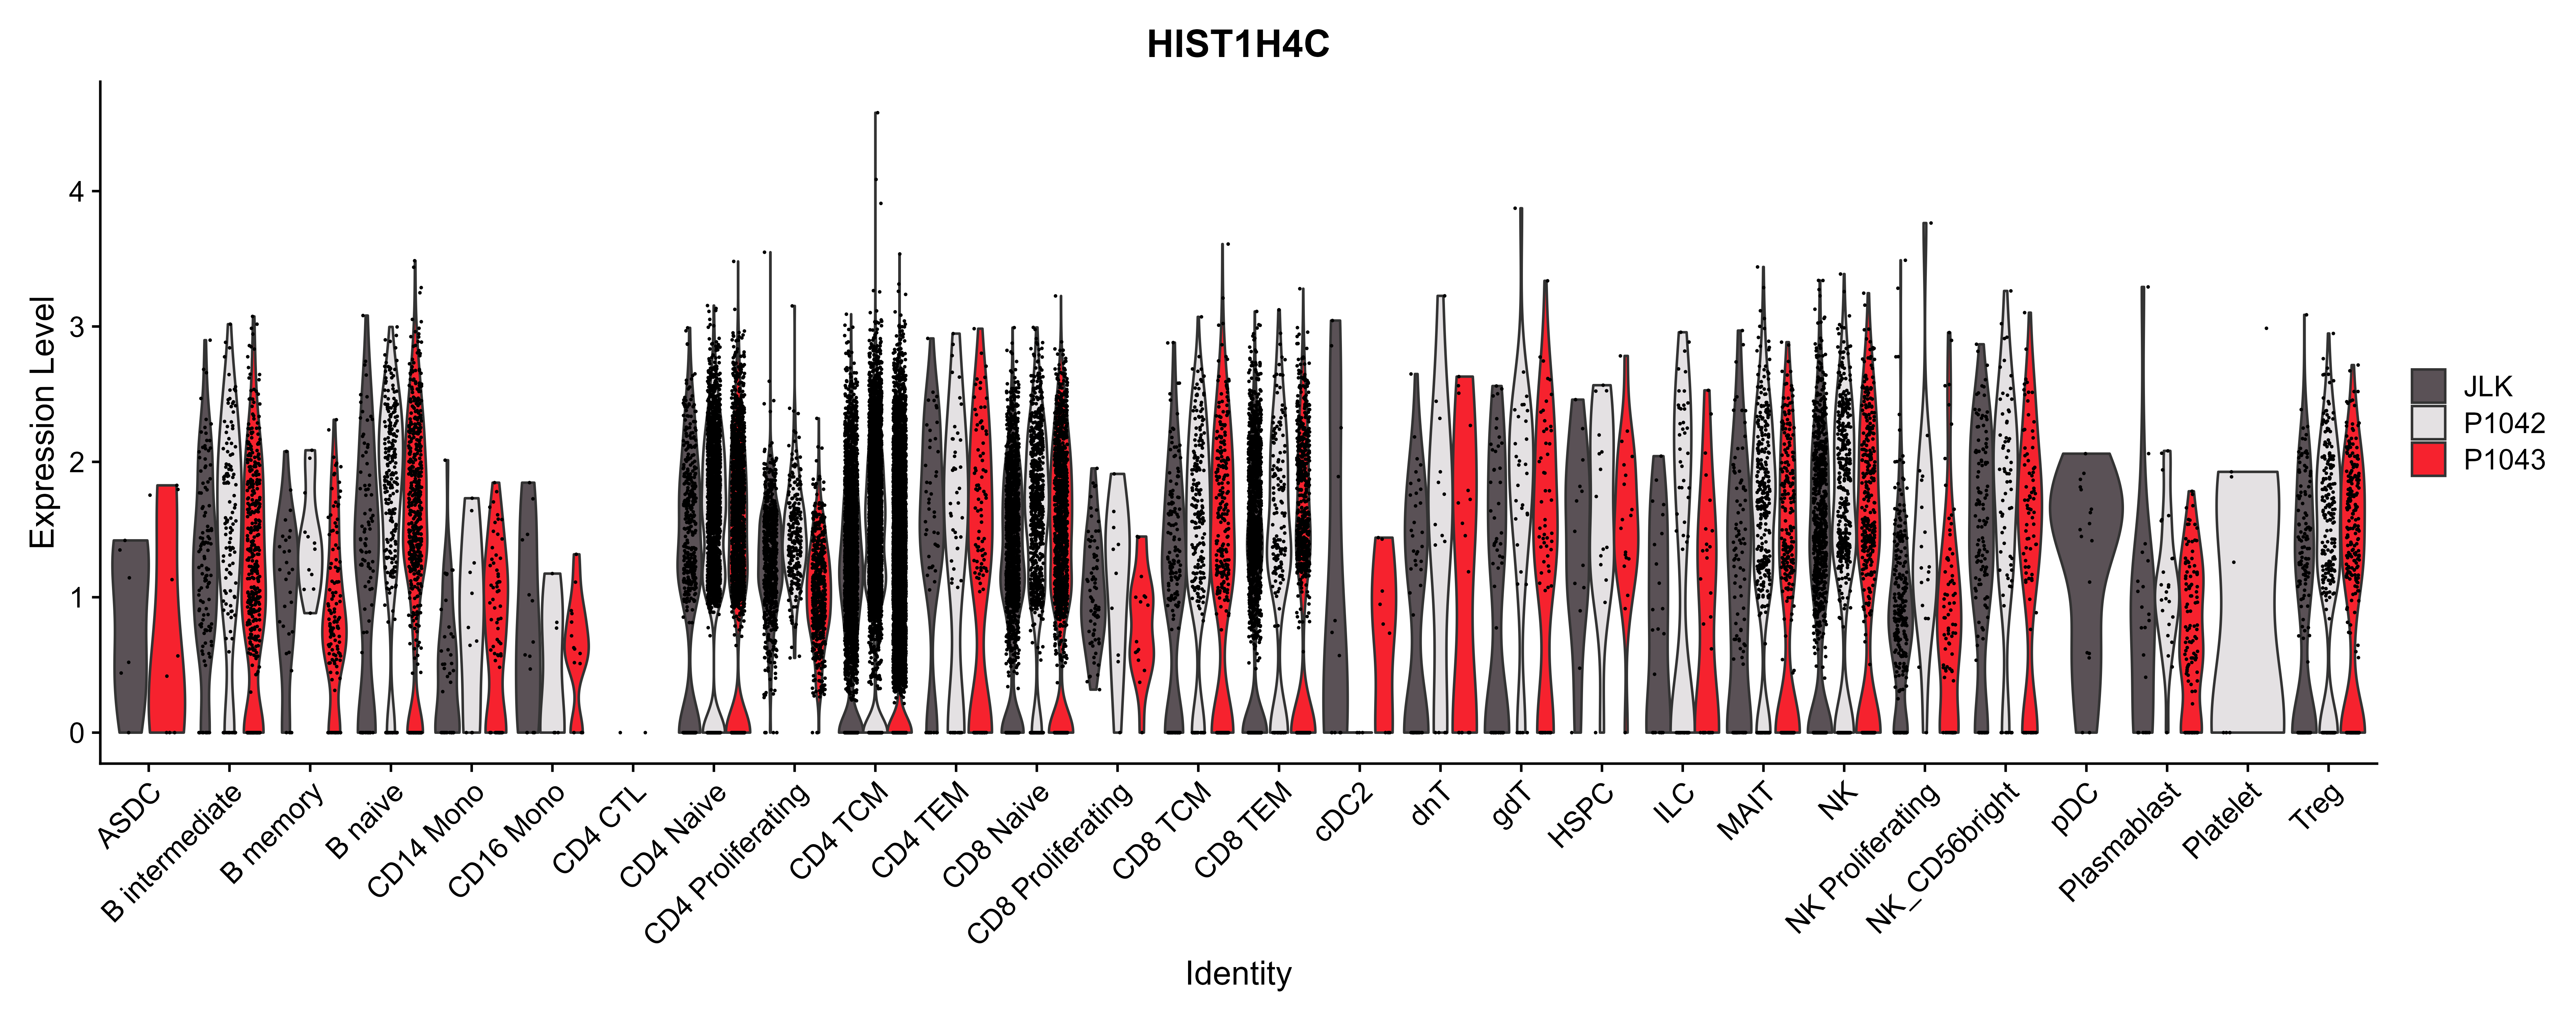 HIST1H4C
Expression Level
4
3
2
1
0
JLK
P1042
P1043
ASDC
B intermediate
B memory
B naive
CD14 Mono
CD16 Mono
CD4 CTL
CD4 Naive
CD4 Proliferating
CD4 TCM
CD4 TEM
CD8 Naive
CD8 Proliferating
CD8 TCM
CD8 TEM
cDC2
dnT
gdT
HSPC
ILC
MAIT
NK
NK Proliferating
NK_CD56bright
pDC
Plasmablast
Platelet
Treg
Identity